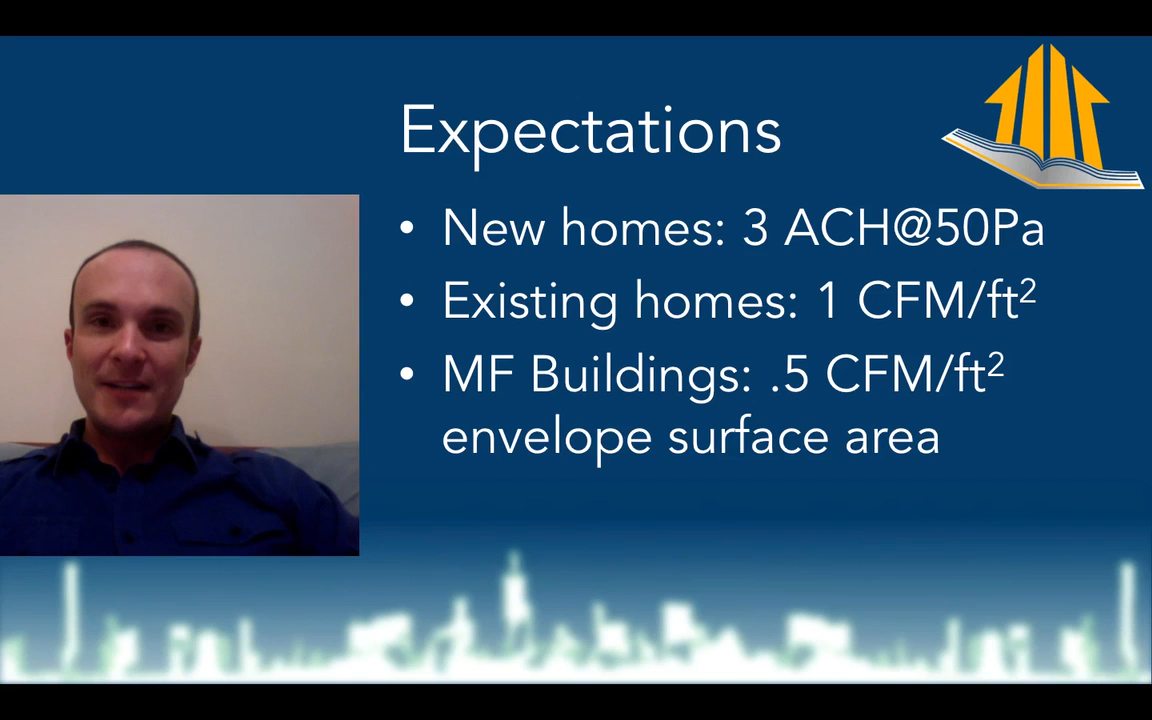 Expectations
• New homes: 3 ACH@50Pa
• Existing homes: 1 CFM/ft²
• MF Buildings: .5 CFM/ft²
envelope surface area